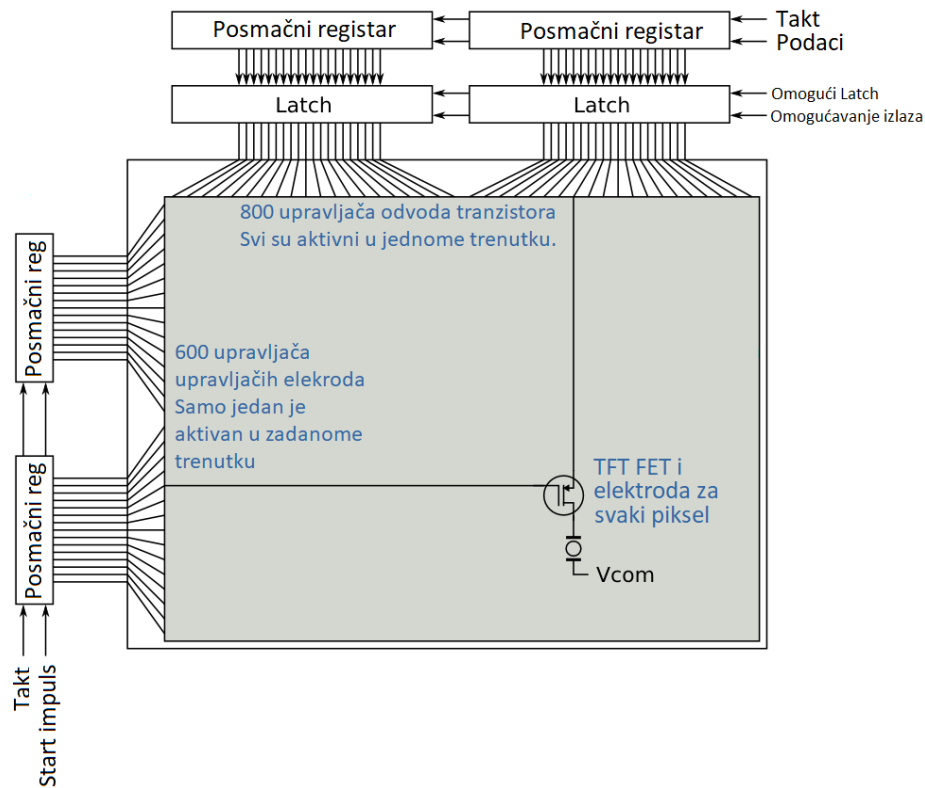 Posmačni registar
Posmačni registar
Takt
Podaci
Latch
Latch
Omogući Latch
Omogućavanje izlaza
800 upravljača odvoda tranzistora
Svi su aktivni u jednome trenutku.
Posmačni reg
600 upravljača
upravljačih elekroda
Samo jedan je
aktivan u zadanome
trenutku
Posmačni reg
TFT FET i
elektroda za
svaki piksel
Vcom
Takt
Start impuls